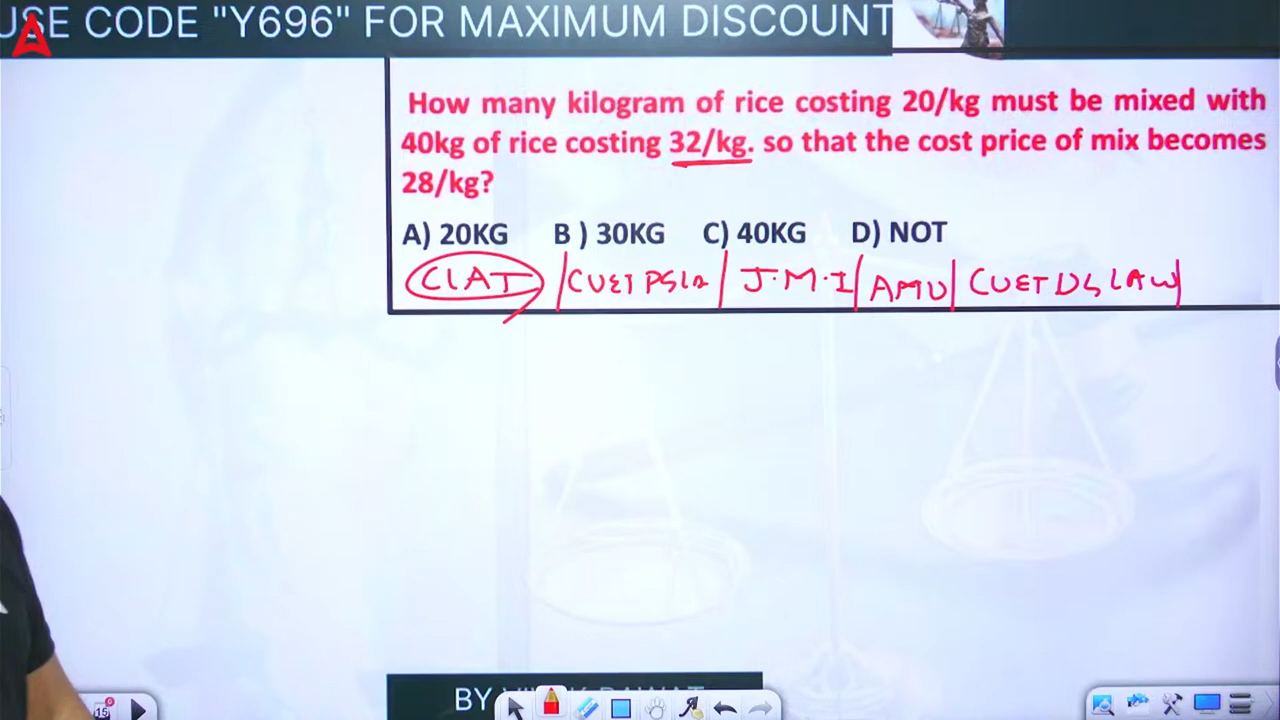 USE CODE "Y696" FOR MAXIMUM DISCOUNT
How many kilogram of rice costing 20/kg must be mixed with
40kg of rice costing 32/kg. so that the cost price of mix becomes
28/kg?
A) 20KG B ) 30KG C) 40KG D) NOT
CLAT / CUET / J.M.I / AMU / CUET LAW
BY
15